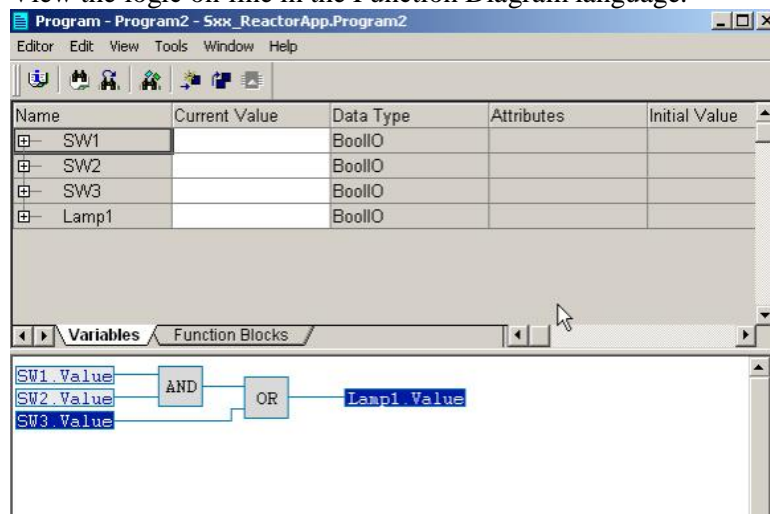 View the logic on-line in the Function Diagram language.
Program - Program2 - Sxx_ReactorApp.Program2
Editor Edit View Tools Window Help
Name Current Value Data Type Attributes Initial Value
SW1 BoolIO
SW2 BoolIO
SW3 BoolIO
Lamp1 BoolIO
Variables Function Blocks
SW1.Value
SW2.Value
SW3.Value
AND
OR
Lamp1.Value